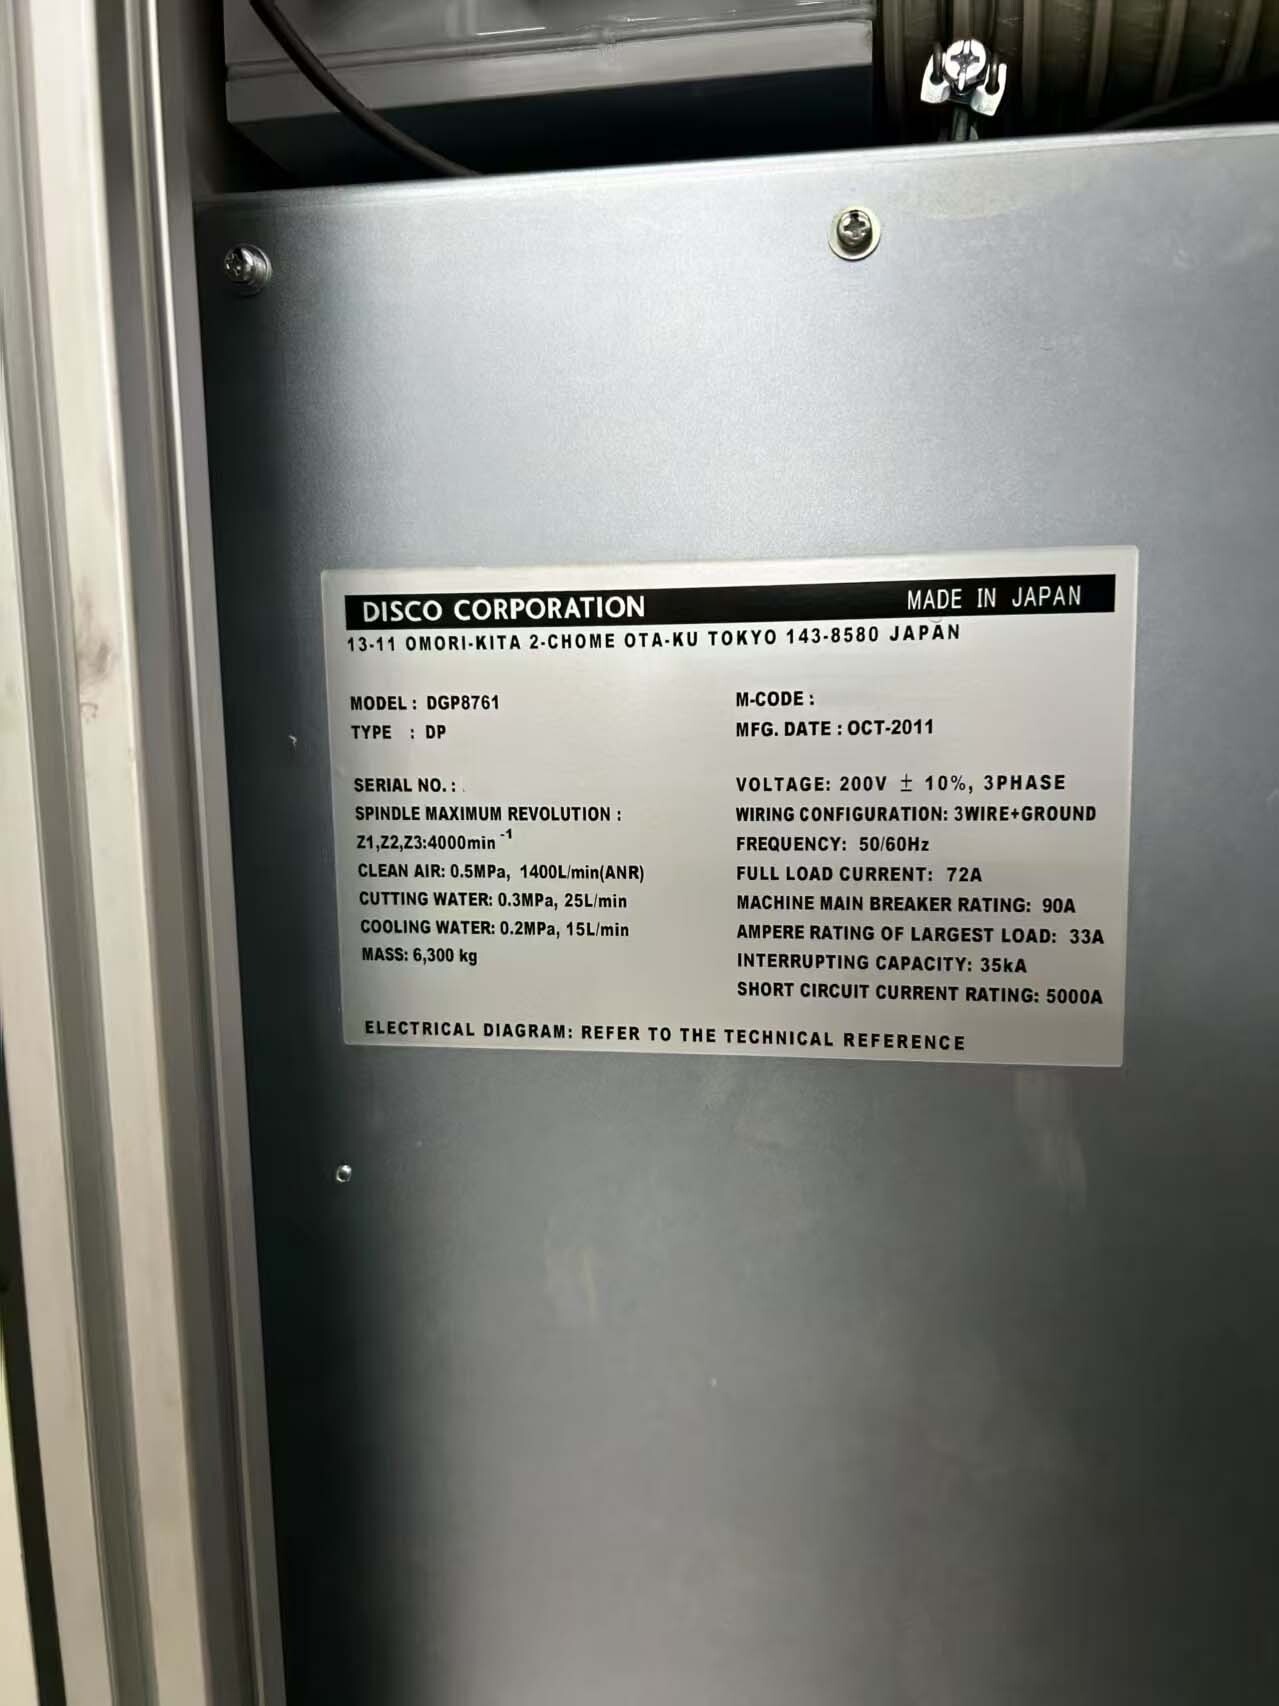 DISCO CORPORATION MADE IN JAPAN
13-11 OMORI-KITA 2-CHOME OTA-KU TOKYO 143-8580 JAPAN
MODEL : DGP8761
TYPE : DP
M-CODE :
MFG. DATE : OCT-2011
SERIAL NO. :
SPINDLE MAXIMUM REVOLUTION :
Z1,Z2,Z3:4000min⁻¹
CLEAN AIR: 0.5MPa, 1400L/min(ANR)
CUTTING WATER: 0.3MPa, 25L/min
COOLING WATER: 0.2MPa, 15L/min
MASS: 6,300 kg
VOLTAGE: 200V ± 10%, 3PHASE
WIRING CONFIGURATION: 3WIRE+GROUND
FREQUENCY: 50/60Hz
FULL LOAD CURRENT: 72A
MACHINE MAIN BREAKER RATING: 90A
AMPERE RATING OF LARGEST LOAD: 33A
INTERRUPTING CAPACITY: 35kA
SHORT CIRCUIT CURRENT RATING: 5000A
ELECTRICAL DIAGRAM: REFER TO THE TECHNICAL REFERENCE